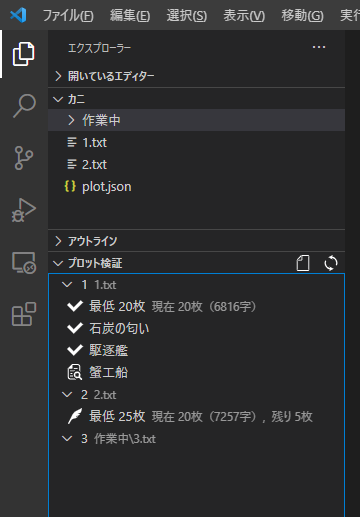 ファイル(F) 編集(E) 選択(S) 表示(V) 移動(G)
エクスプローラー
開いているエディター
カニ
作業中
1.txt
2.txt
{} plot.json
アウトライン
プロット検証
1 1.txt
最低 20枚 現在 20枚（6816字）
石炭の匂い
駆逐艦
蟹工船
2 2.txt
最低 25枚 現在 20枚（7257字）, 残り 5枚
3 作業中\3.txt